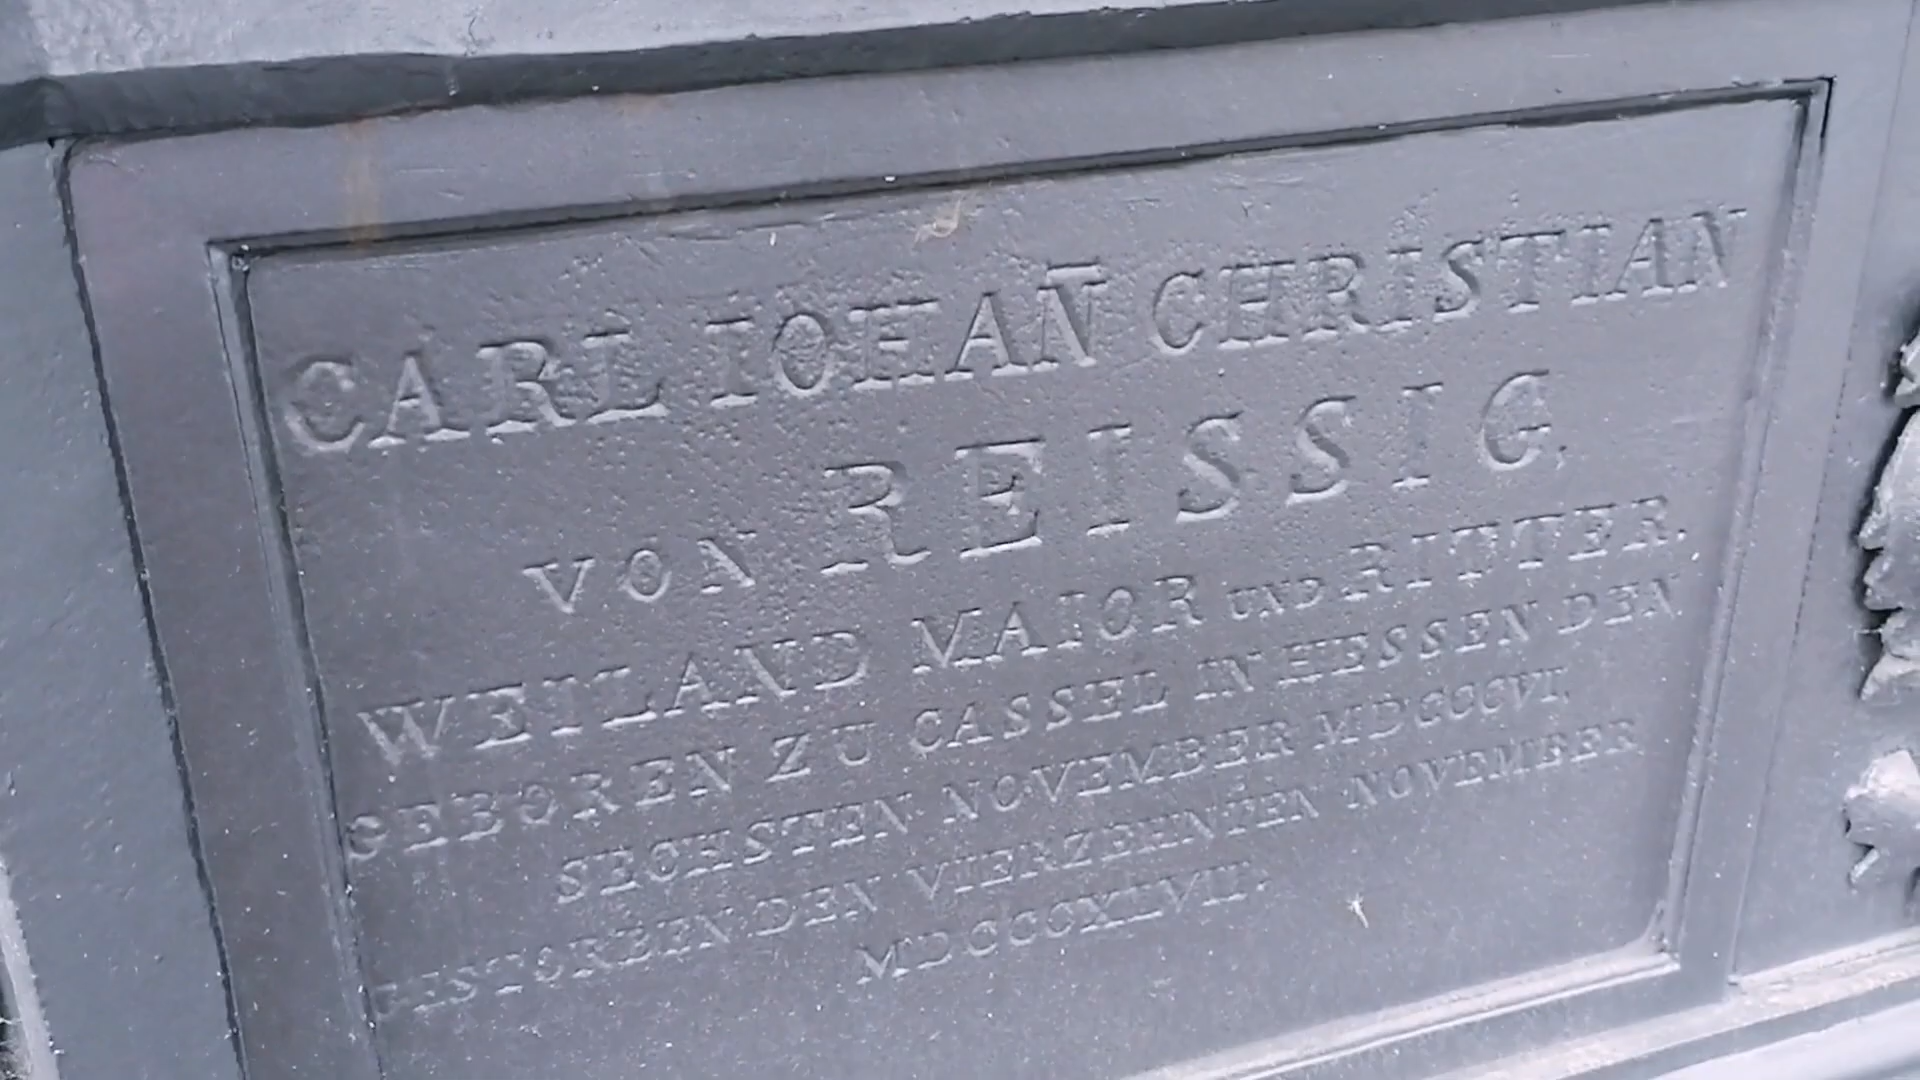 CARL IOHAN̄ CHRISTIAN
VON REISSIG.
WEILAND MAIOR UND RITTER.
GEBOREN ZU CASSEL IN HESSEN DEN
SECHSTEN NOVEMBER MDCCCVI.
GESTORBEN DEN VIERZEHNTEN NOVEMBER
MDCCCXLVII.